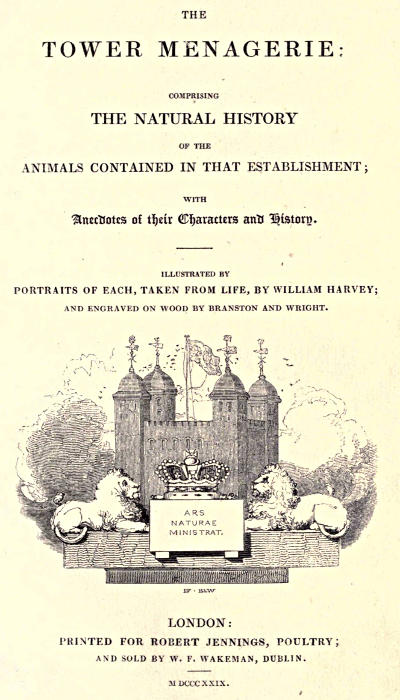 THE
TOWER MENAGERIE:
COMPRISING
THE NATURAL HISTORY
OF THE
ANIMALS CONTAINED IN THAT ESTABLISHMENT;
WITH
Anecdotes of their Characters and History.
ILLUSTRATED BY
PORTRAITS OF EACH, TAKEN FROM LIFE, BY WILLIAM HARVEY;
AND ENGRAVED ON WOOD BY BRANSTON AND WRIGHT.
ARS
NATURAE
MINISTRAT.
LONDON:
PRINTED FOR ROBERT JENNINGS, POULTRY;
AND SOLD BY W. F. WAKEMAN, DUBLIN.
M DCCC XXIX.